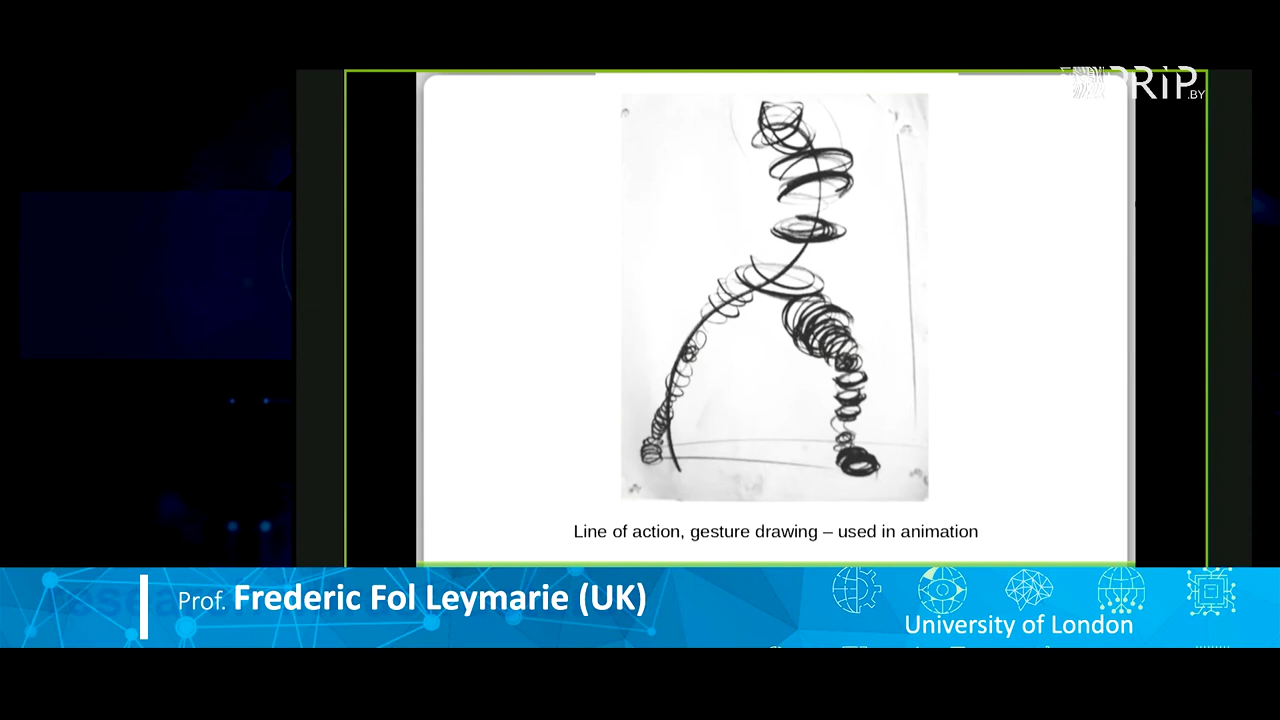 PRIP.BY
Line of action, gesture drawing – used in animation
Prof. Frederic Fol Leymarie (UK)
University of London